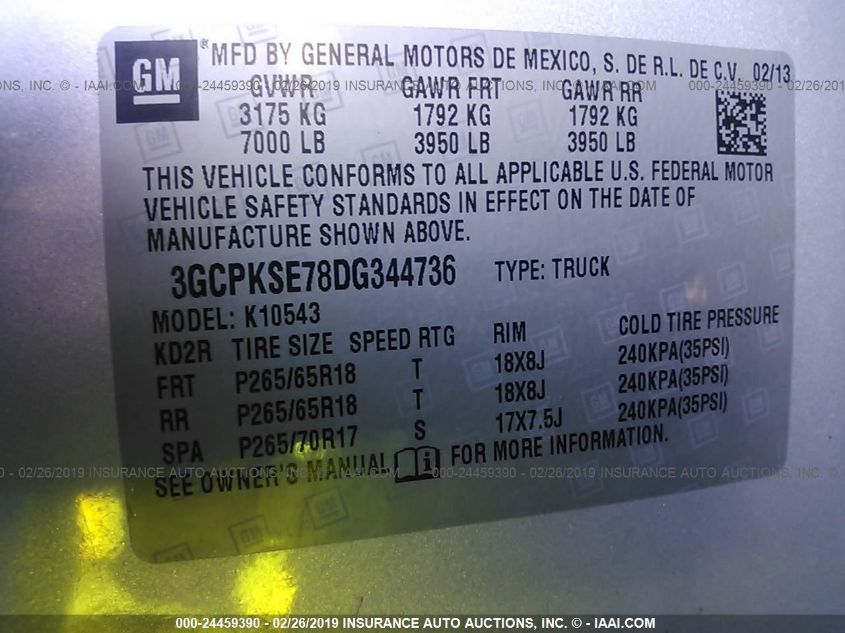 GM ® MFD BY GENERAL MOTORS DE MEXICO, S. DE R.L. DE C.V. 02/13
GVWR GAWR FRT GAWR RR
3175 KG 1792 KG 1792 KG
7000 LB 3950 LB 3950 LB
THIS VEHICLE CONFORMS TO ALL APPLICABLE U.S. FEDERAL MOTOR
VEHICLE SAFETY STANDARDS IN EFFECT ON THE DATE OF
MANUFACTURE SHOWN ABOVE.
3GCPKSE78DG344736 TYPE: TRUCK
MODEL: K10543
KD2R TIRE SIZE SPEED RTG RIM COLD TIRE PRESSURE
FRT P265/65R18 T 18X8J 240KPA(35PSI)
RR P265/65R18 T 18X8J 240KPA(35PSI)
SPA P265/70R17 S 17X7.5J 240KPA(35PSI)
SEE OWNER'S MANUAL FOR MORE INFORMATION.
000-24459390 - 02/26/2019 INSURANCE AUTO AUCTIONS, INC. - IAAI.COM